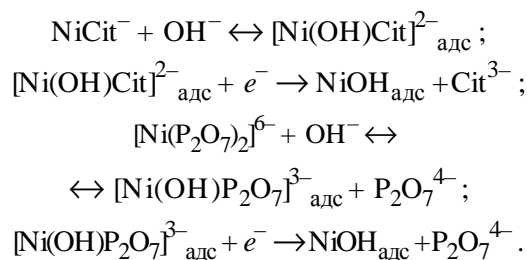 NiCit⁻ + OH⁻ ↔ [Ni(OH)Cit]²⁻адс ;
[Ni(OH)Cit]²⁻адс + e⁻ → NiOHадс +Cit³⁻ ;
[Ni(P₂O₇)₂]⁶⁻ + OH⁻ ↔
↔ [Ni(OH)P₂O₇]³⁻адс + P₂O₇⁴⁻ ;
[Ni(OH)P₂O₇]³⁻адс + e⁻ → NiOHадс +P₂O₇⁴⁻ .